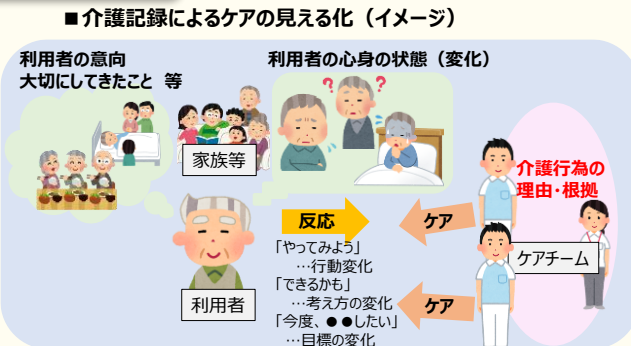 ■介護記録によるケアの見える化（イメージ）
利用者の意向
大切にしてきたこと 等
利用者の心身の状態（変化）
家族等
介護行為の
理由・根拠
反応
ケア
「やってみよう」
…行動変化
「できるかも」
…考え方の変化
「今度、●●したい」
…目標の変化
利用者
ケア
ケアチーム